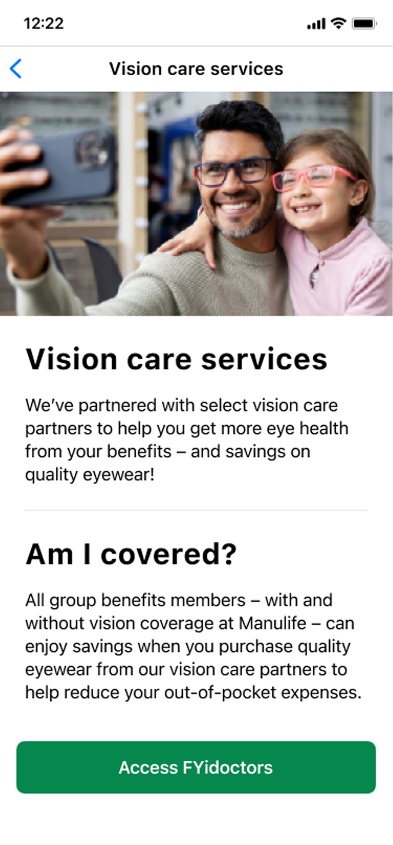 12:22
Vision care services
Vision care services
We’ve partnered with select vision care
partners to help you get more eye health
from your benefits – and savings on
quality eyewear!
Am I covered?
All group benefits members – with and
without vision coverage at Manulife – can
enjoy savings when you purchase quality
eyewear from our vision care partners to
help reduce your out-of-pocket expenses.
Access FYidoctors